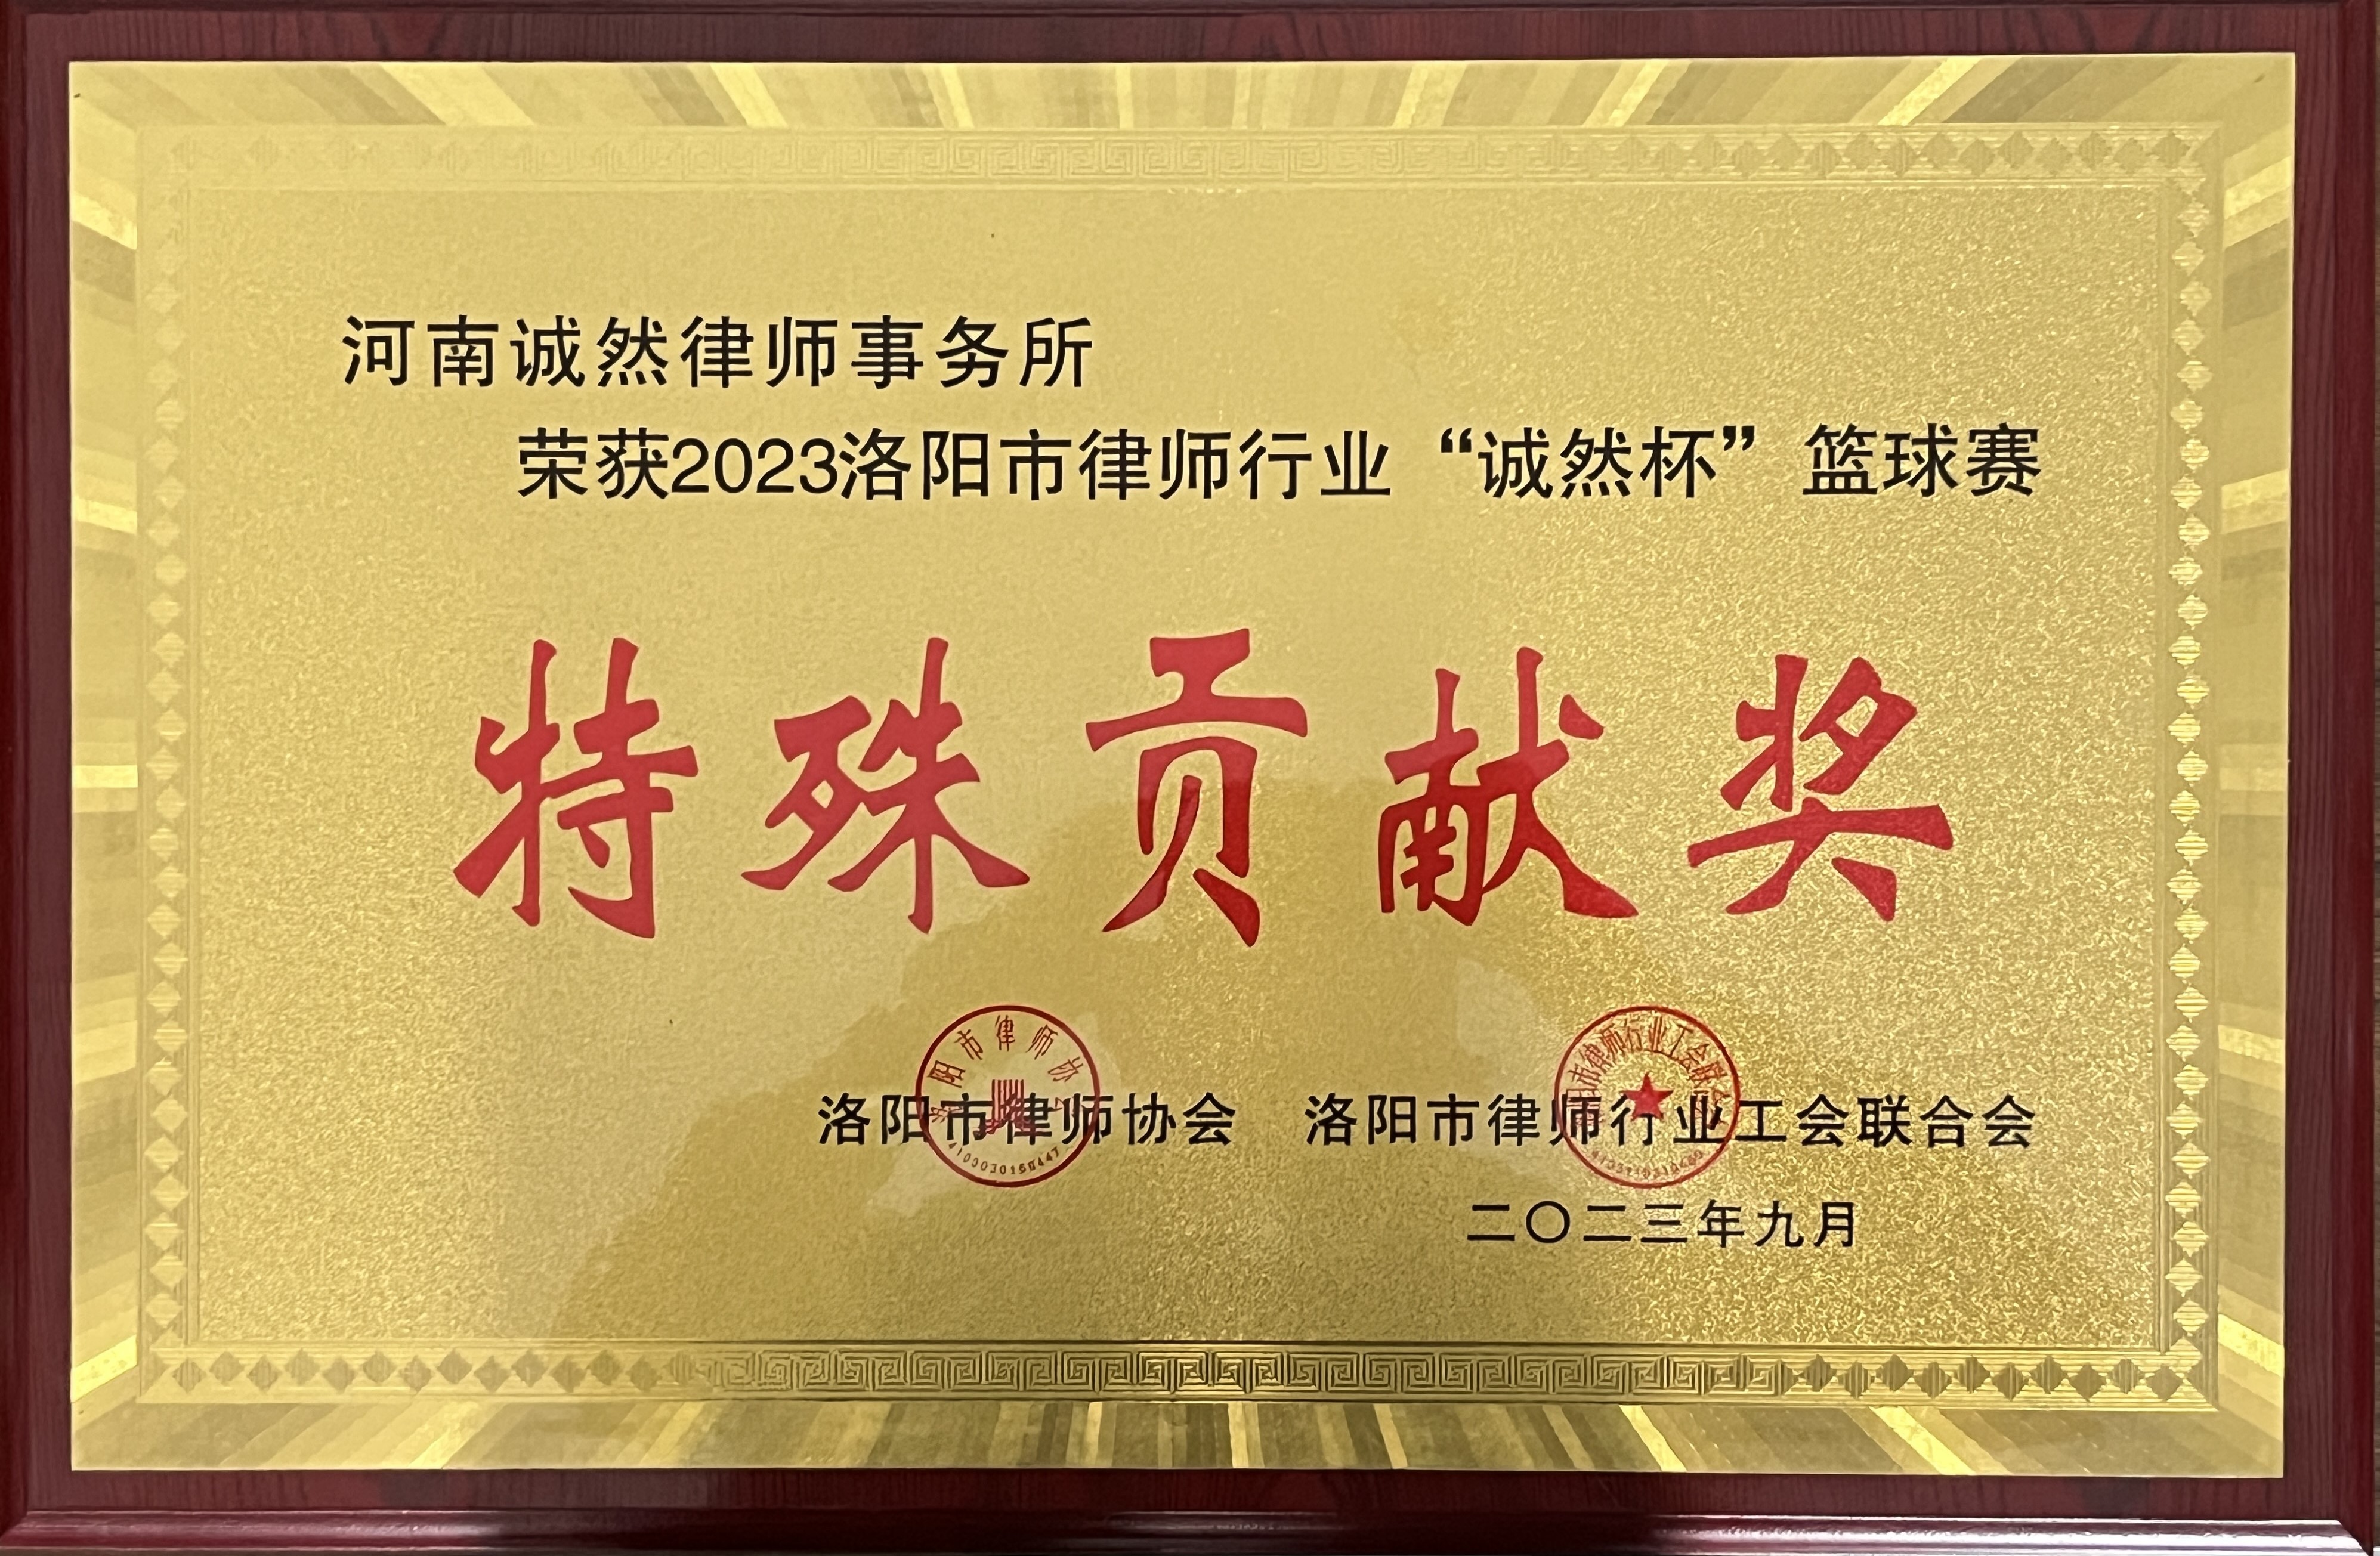 河南诚然律师事务所
荣获2023洛阳市律师行业“诚然杯”篮球赛
特殊贡献奖
洛阳市律师协会 洛阳市律师行业工会联合会
二〇二三年九月